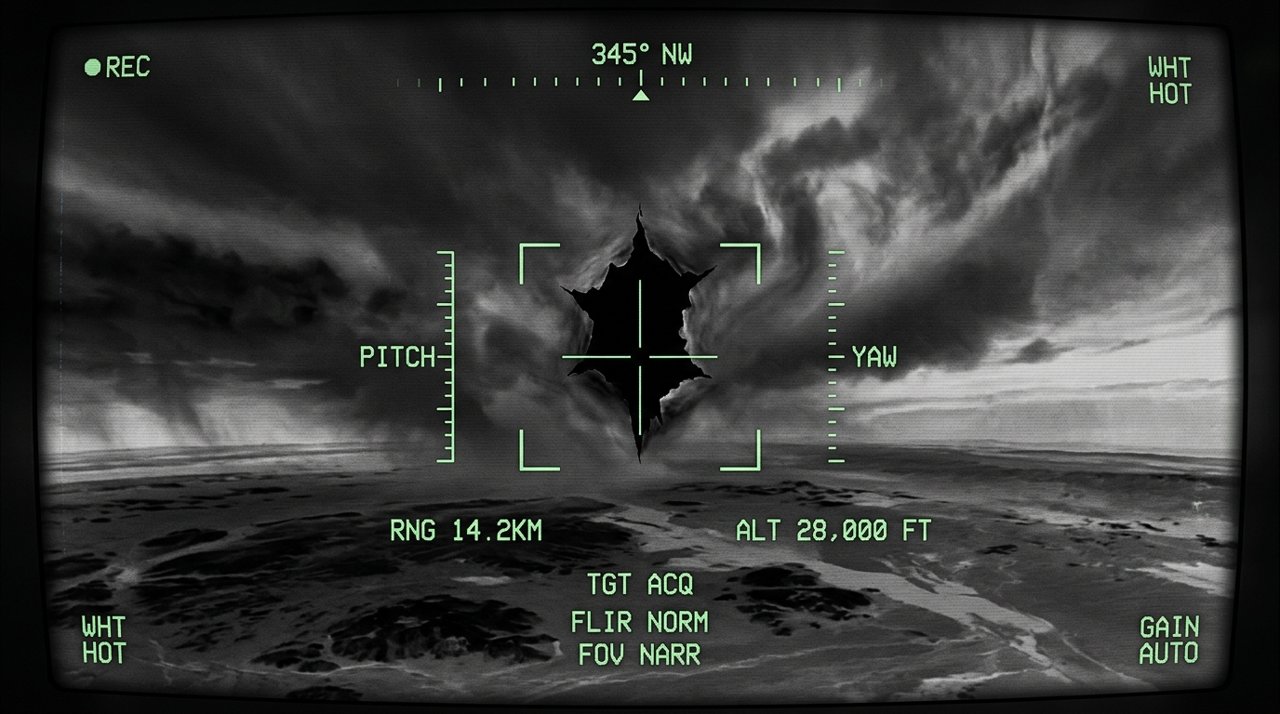 REC
345° NW
WHT
HOT
PITCH
YAW
RNG 14.2KM
ALT 28,000 FT
TGT ACQ
FLIR NORM
FOV NARR
WHT
HOT
GAIN
AUTO